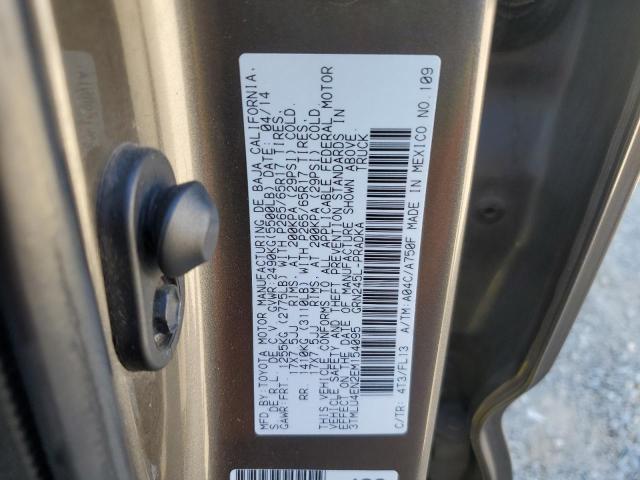 MFD.BY:TOYOTA MOTOR MANUFACTURING DE BAJA CALIFORNIA,
S.DE R.L. DE C.V. GVWR:2490KG(5500LB) DATE: 04/14
GAWR:FRT. 1255KG (2775LB) WITH P265/65R17 TIRES,
17X7.5JJ RIMS, AT 200KPA (29PSI) COLD.
RR. 1410KG (3110LB) WITH P265/65R17 TIRES,
17X7.5JJ RIMS, AT 200KPA (29PSI) COLD.
THIS VEHICLE CONFORMS TO ALL APPLICABLE FEDERAL MOTOR
VEHICLE SAFETY AND THEFT PREVENTION STANDARDS IN
EFFECT ON THE DATE OF MANUFACTURE SHOWN ABOVE.
3TMLU4EN2EM154095 GRN245L-PRADKA TRUCK
C/TR: 4T3/FL13 A/TM: A04C/A750F MADE IN MEXICO NO.109